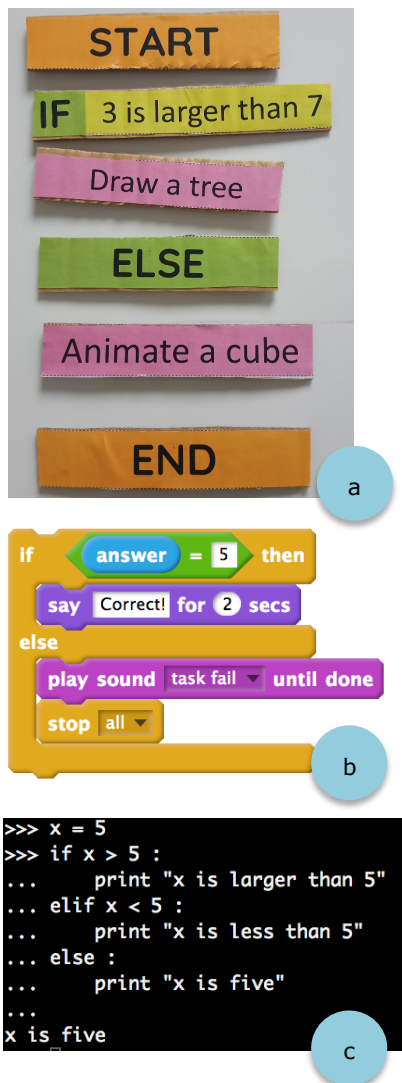 START
IF 3 is larger than 7
Draw a tree
ELSE
Animate a cube
END
a
if answer = 5 then
say Correct! for 2 secs
else
play sound task fail until done
stop all
b
>>> x = 5
>>> if x > 5 :
...     print "x is larger than 5"
... elif x < 5 :
...     print "x is less than 5"
... else :
...     print "x is five"
...
x is five
c